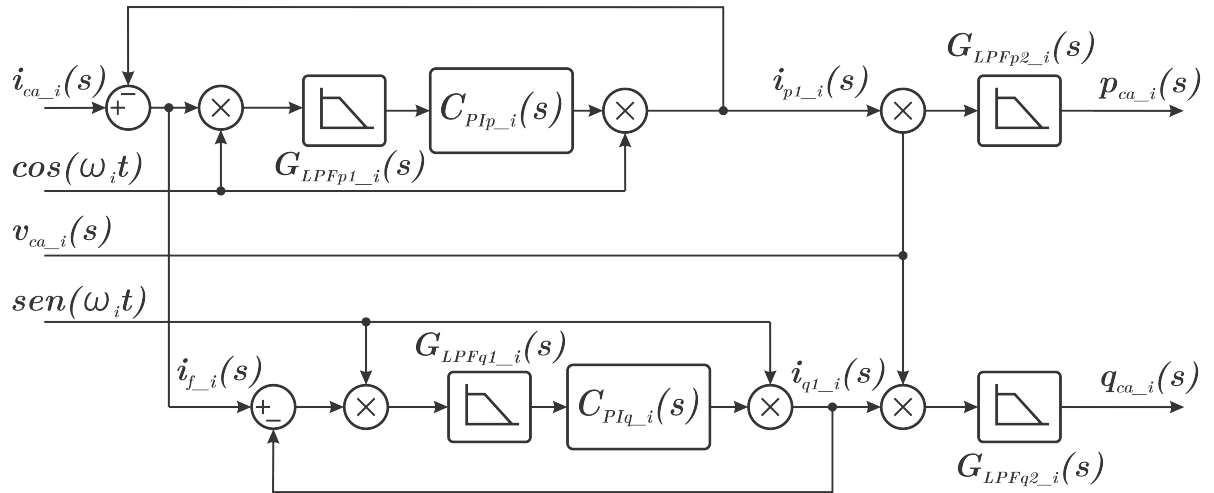 G_LPFp2_i(s)
i_ca_i(s)
i_p1_i(s)
p_ca_i(s)
+
−
C_PIp_i(s)
cos(ω_i t)
G_LPFp1_i(s)
v_ca_i(s)
sen(ω_i t)
G_LPFq1_i(s)
i_f_i(s)
i_q1_i(s)
q_ca_i(s)
+
−
C_PIq_i(s)
G_LPFq2_i(s)